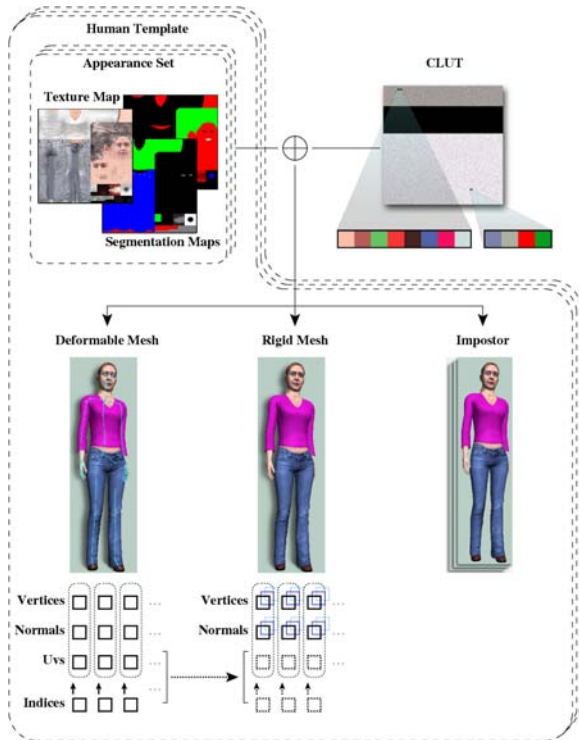 Human Template
Appearance Set
CLUT
Texture Map
Segmentation Maps
Deformable Mesh
Rigid Mesh
Impostor
Vertices
...
Vertices
...
Normals
...
Normals
...
Uvs
...
...
...
Indices